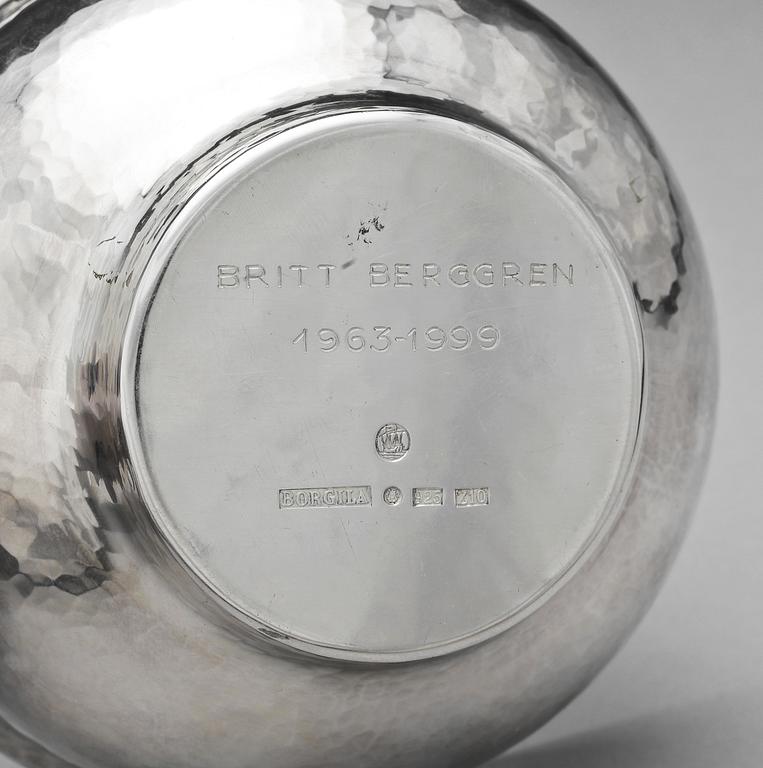 BRITT BERGGREN
1963-1999
BORGILA 925 Z10